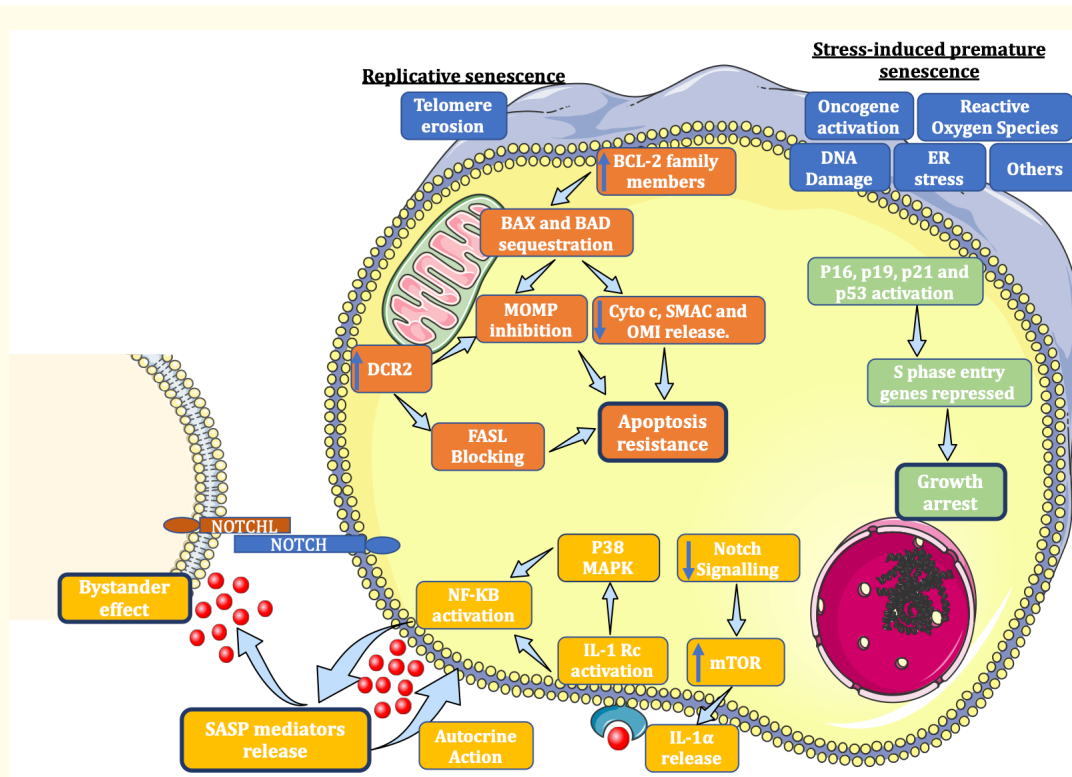 Replicative senescence
Stress-induced premature
senescence
Telomere
erosion
Oncogene
activation
Reactive
Oxygen Species
DNA
Damage
ER
stress
Others
BCL-2 family
members
BAX and BAD
sequestration
MOMP
inhibition
Cyto c, SMAC and
OMI release.
DCR2
FASL
Blocking
Apoptosis
resistance
P16, p19, p21 and
p53 activation
S phase entry
genes repressed
Growth
arrest
NOTCHL
NOTCH
Bystander
effect
P38
MAPK
NF-KB
activation
IL-1 Rc
activation
Notch
Signalling
mTOR
IL-1α
release
SASP mediators
release
Autocrine
Action